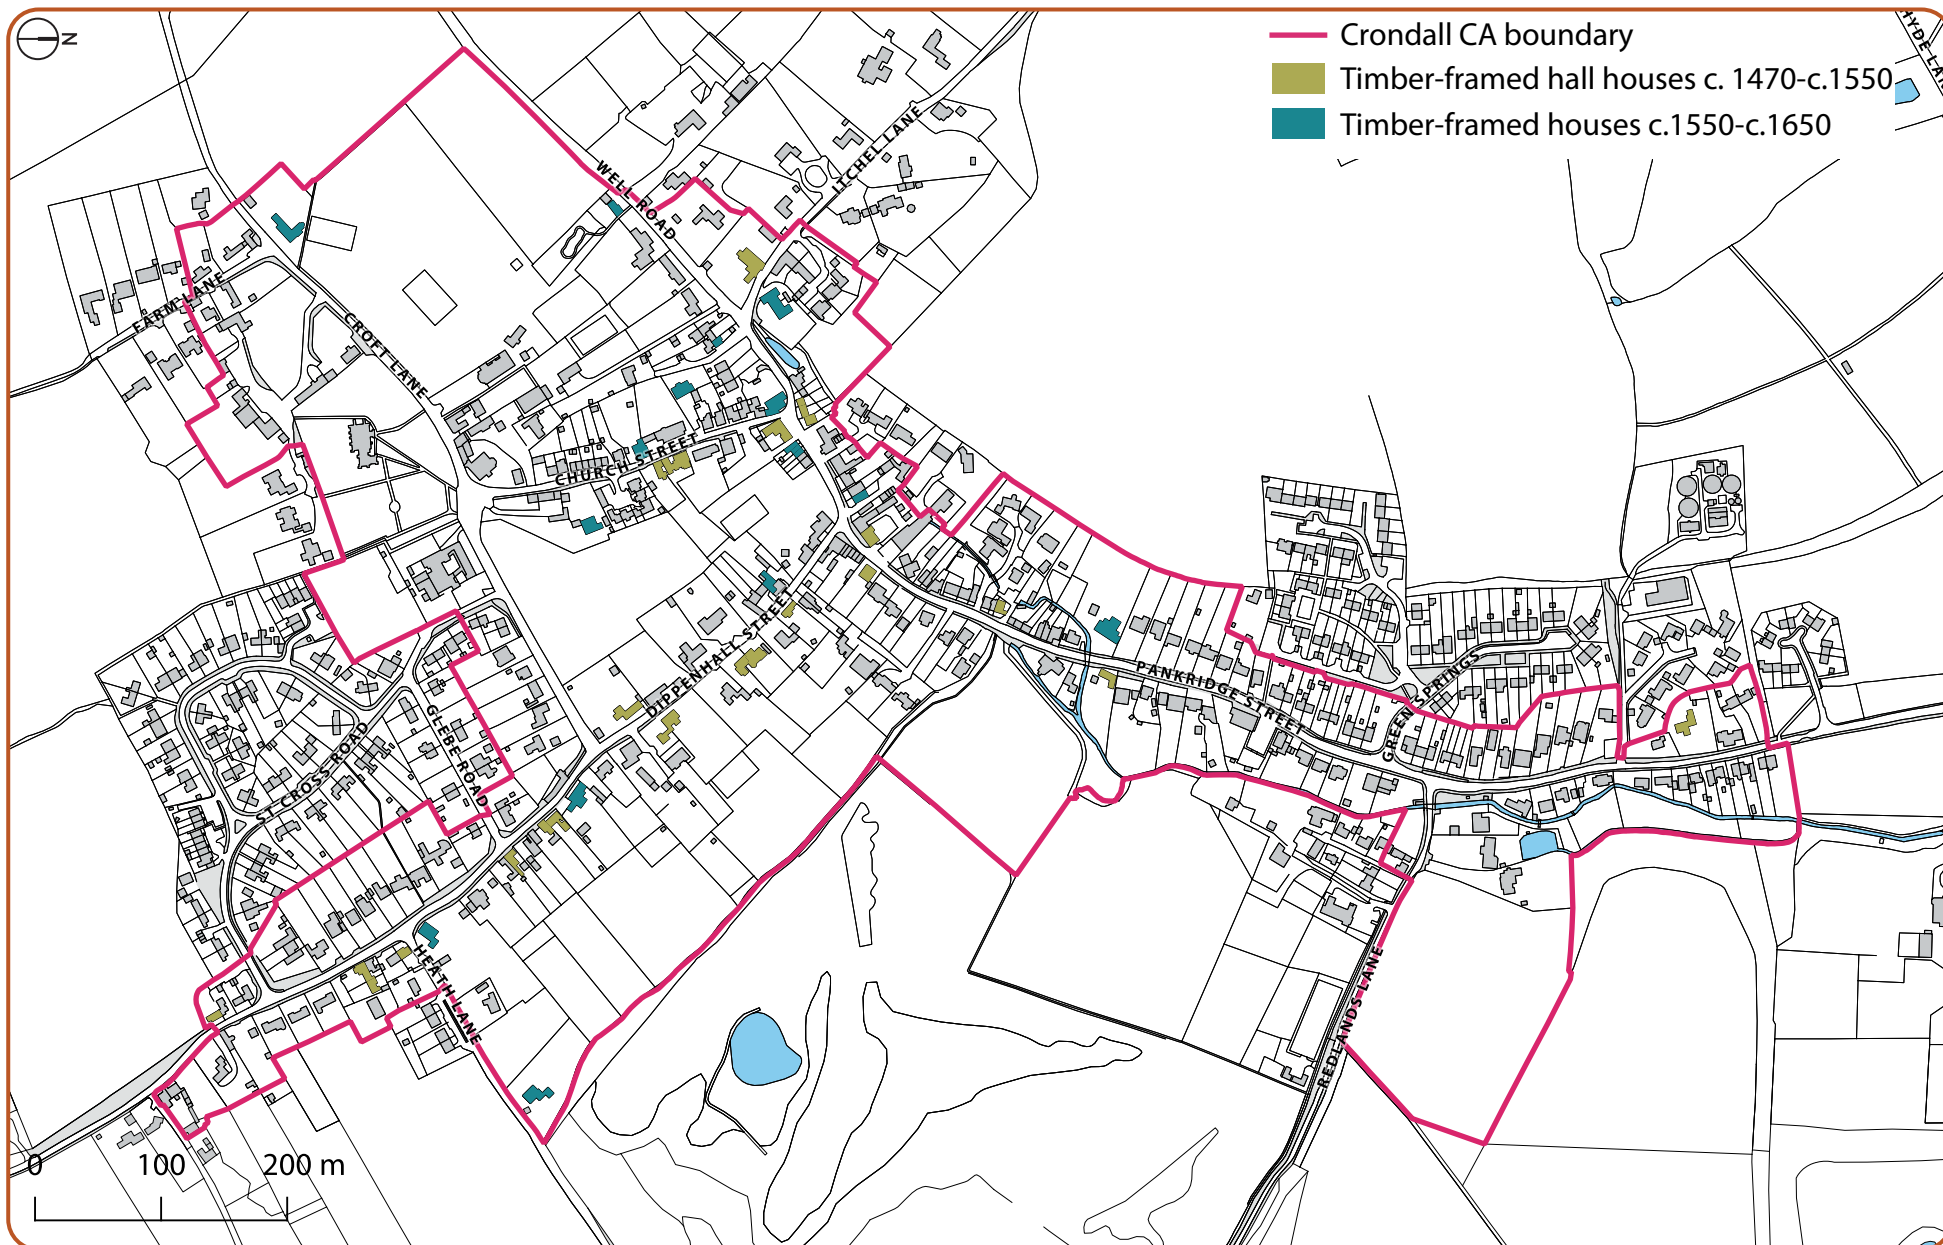 N
Crondall CA boundary
Timber-framed hall houses c. 1470-c.1550
Timber-framed houses c.1550-c.1650
HYDE LAN
WELL ROAD
ITCHEL LANE
FARM LANE
CROFT LANE
CHURCH STREET
DIPPENHALL STREET
PANKRIDGE STREET
GREEN SPRINGS
GLEBE ROAD
ST CROSS ROAD
HEATH LANE
REDLANDS LANE
0 100 200 m